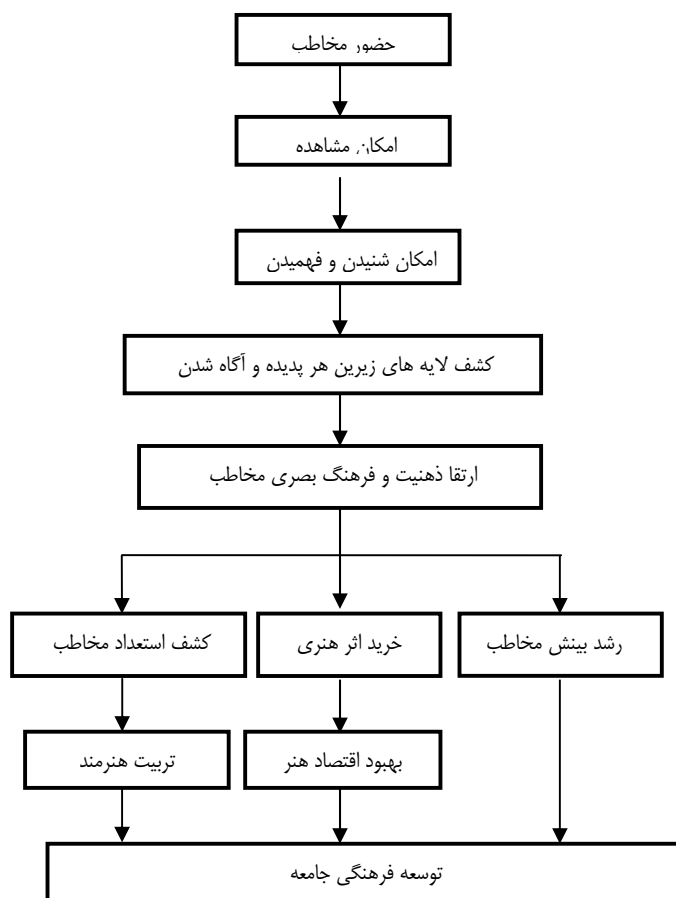 حضور مخاطب
امکان مشاهده
امکان شنیدن و فهمیدن
کشف لایه های زیرین هر پدیده و آگاه شدن
ارتقا ذهنیت و فرهنگ بصری مخاطب
رشد بینش مخاطب
خرید اثر هنری
کشف استعداد مخاطب
بهبود اقتصاد هنر
تربیت هنرمند
توسعه فرهنگی جامعه